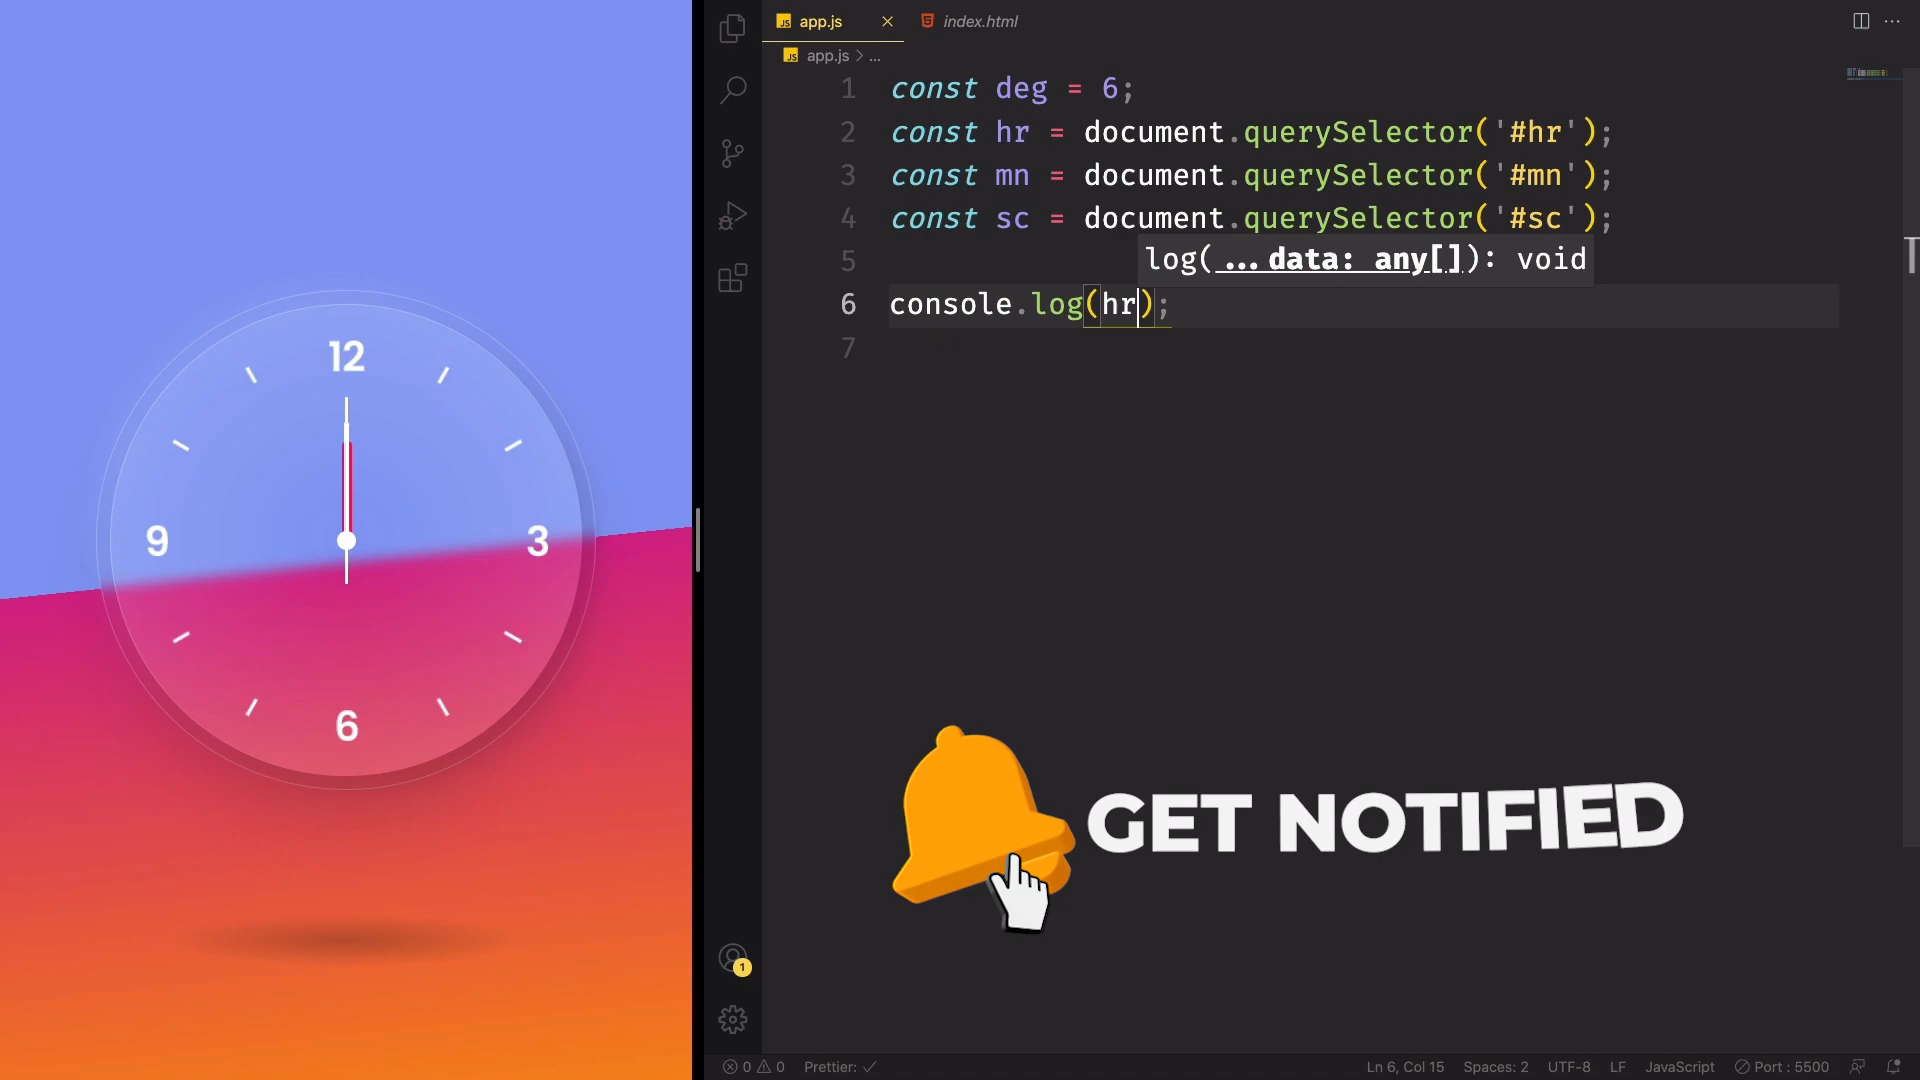 12
9
3
6
app.js
index.html
app.js > ...
1 const deg = 6;
2 const hr = document.querySelector('#hr');
3 const mn = document.querySelector('#mn');
4 const sc = document.querySelector('#sc');
5
log(...data: any[]): void
6 console.log(hr);
7
GET NOTIFIED
1
0 0 Prettier: ✓
Ln 6, Col 15 Spaces: 2 UTF-8 LF JavaScript Port : 5500